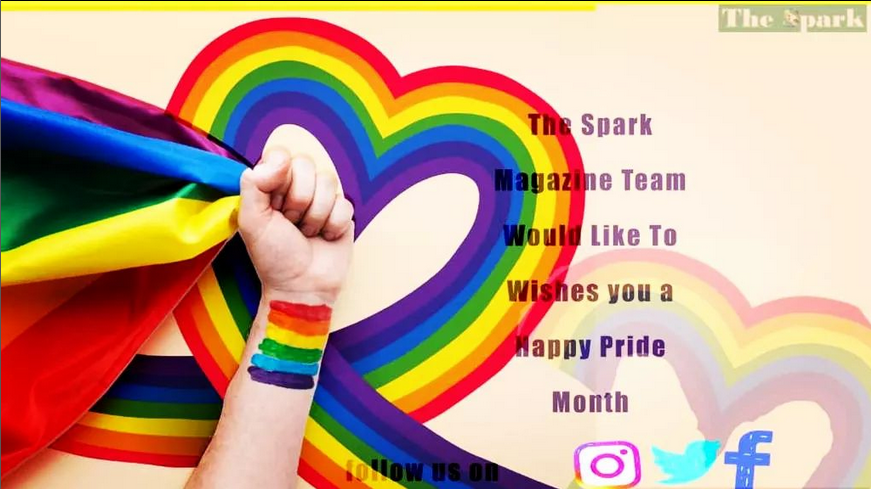 The Spark
The Spark
Magazine Team
Would Like To
Wishes you a
Happy Pride
Month
follow us on